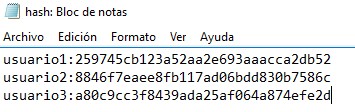 hash: Bloc de notas
Archivo Edición Formato Ver Ayuda
usuario1:259745cb123a52aa2e693aaacca2db52
usuario2:8846f7eaee8fb117ad06bdd830b7586c
usuario3:a80c9cc3f8439ada25af064a874efe2d